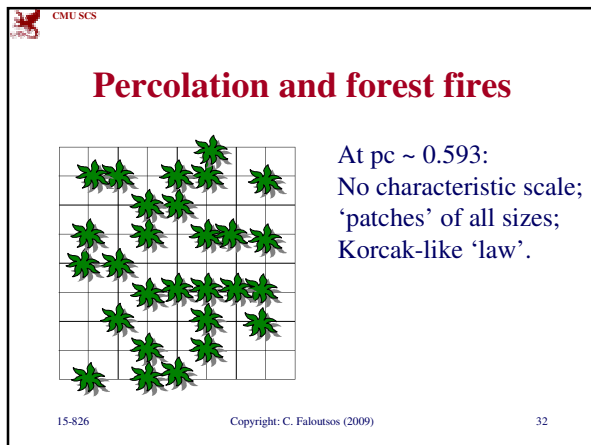 CMU SCS
Percolation and forest fires
At pc ~ 0.593:
No characteristic scale;
‘patches’ of all sizes;
Korcak-like ‘law’.
15-826
Copyright: C. Faloutsos (2009)
32